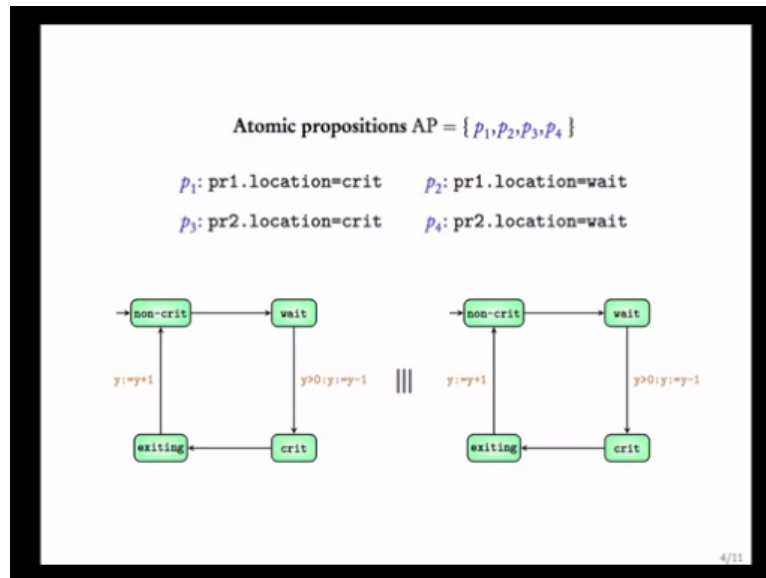 Atomic propositions AP = { p₁,p₂,p₃,p₄ }
p₁: pr1.location=crit p₂: pr1.location=wait
p₃: pr2.location=crit p₄: pr2.location=wait
non-crit wait non-crit wait
y:=y+1 y>0:y:=y-1 ||| y:=y+1 y>0:y:=y-1
exiting crit exiting crit
4/11